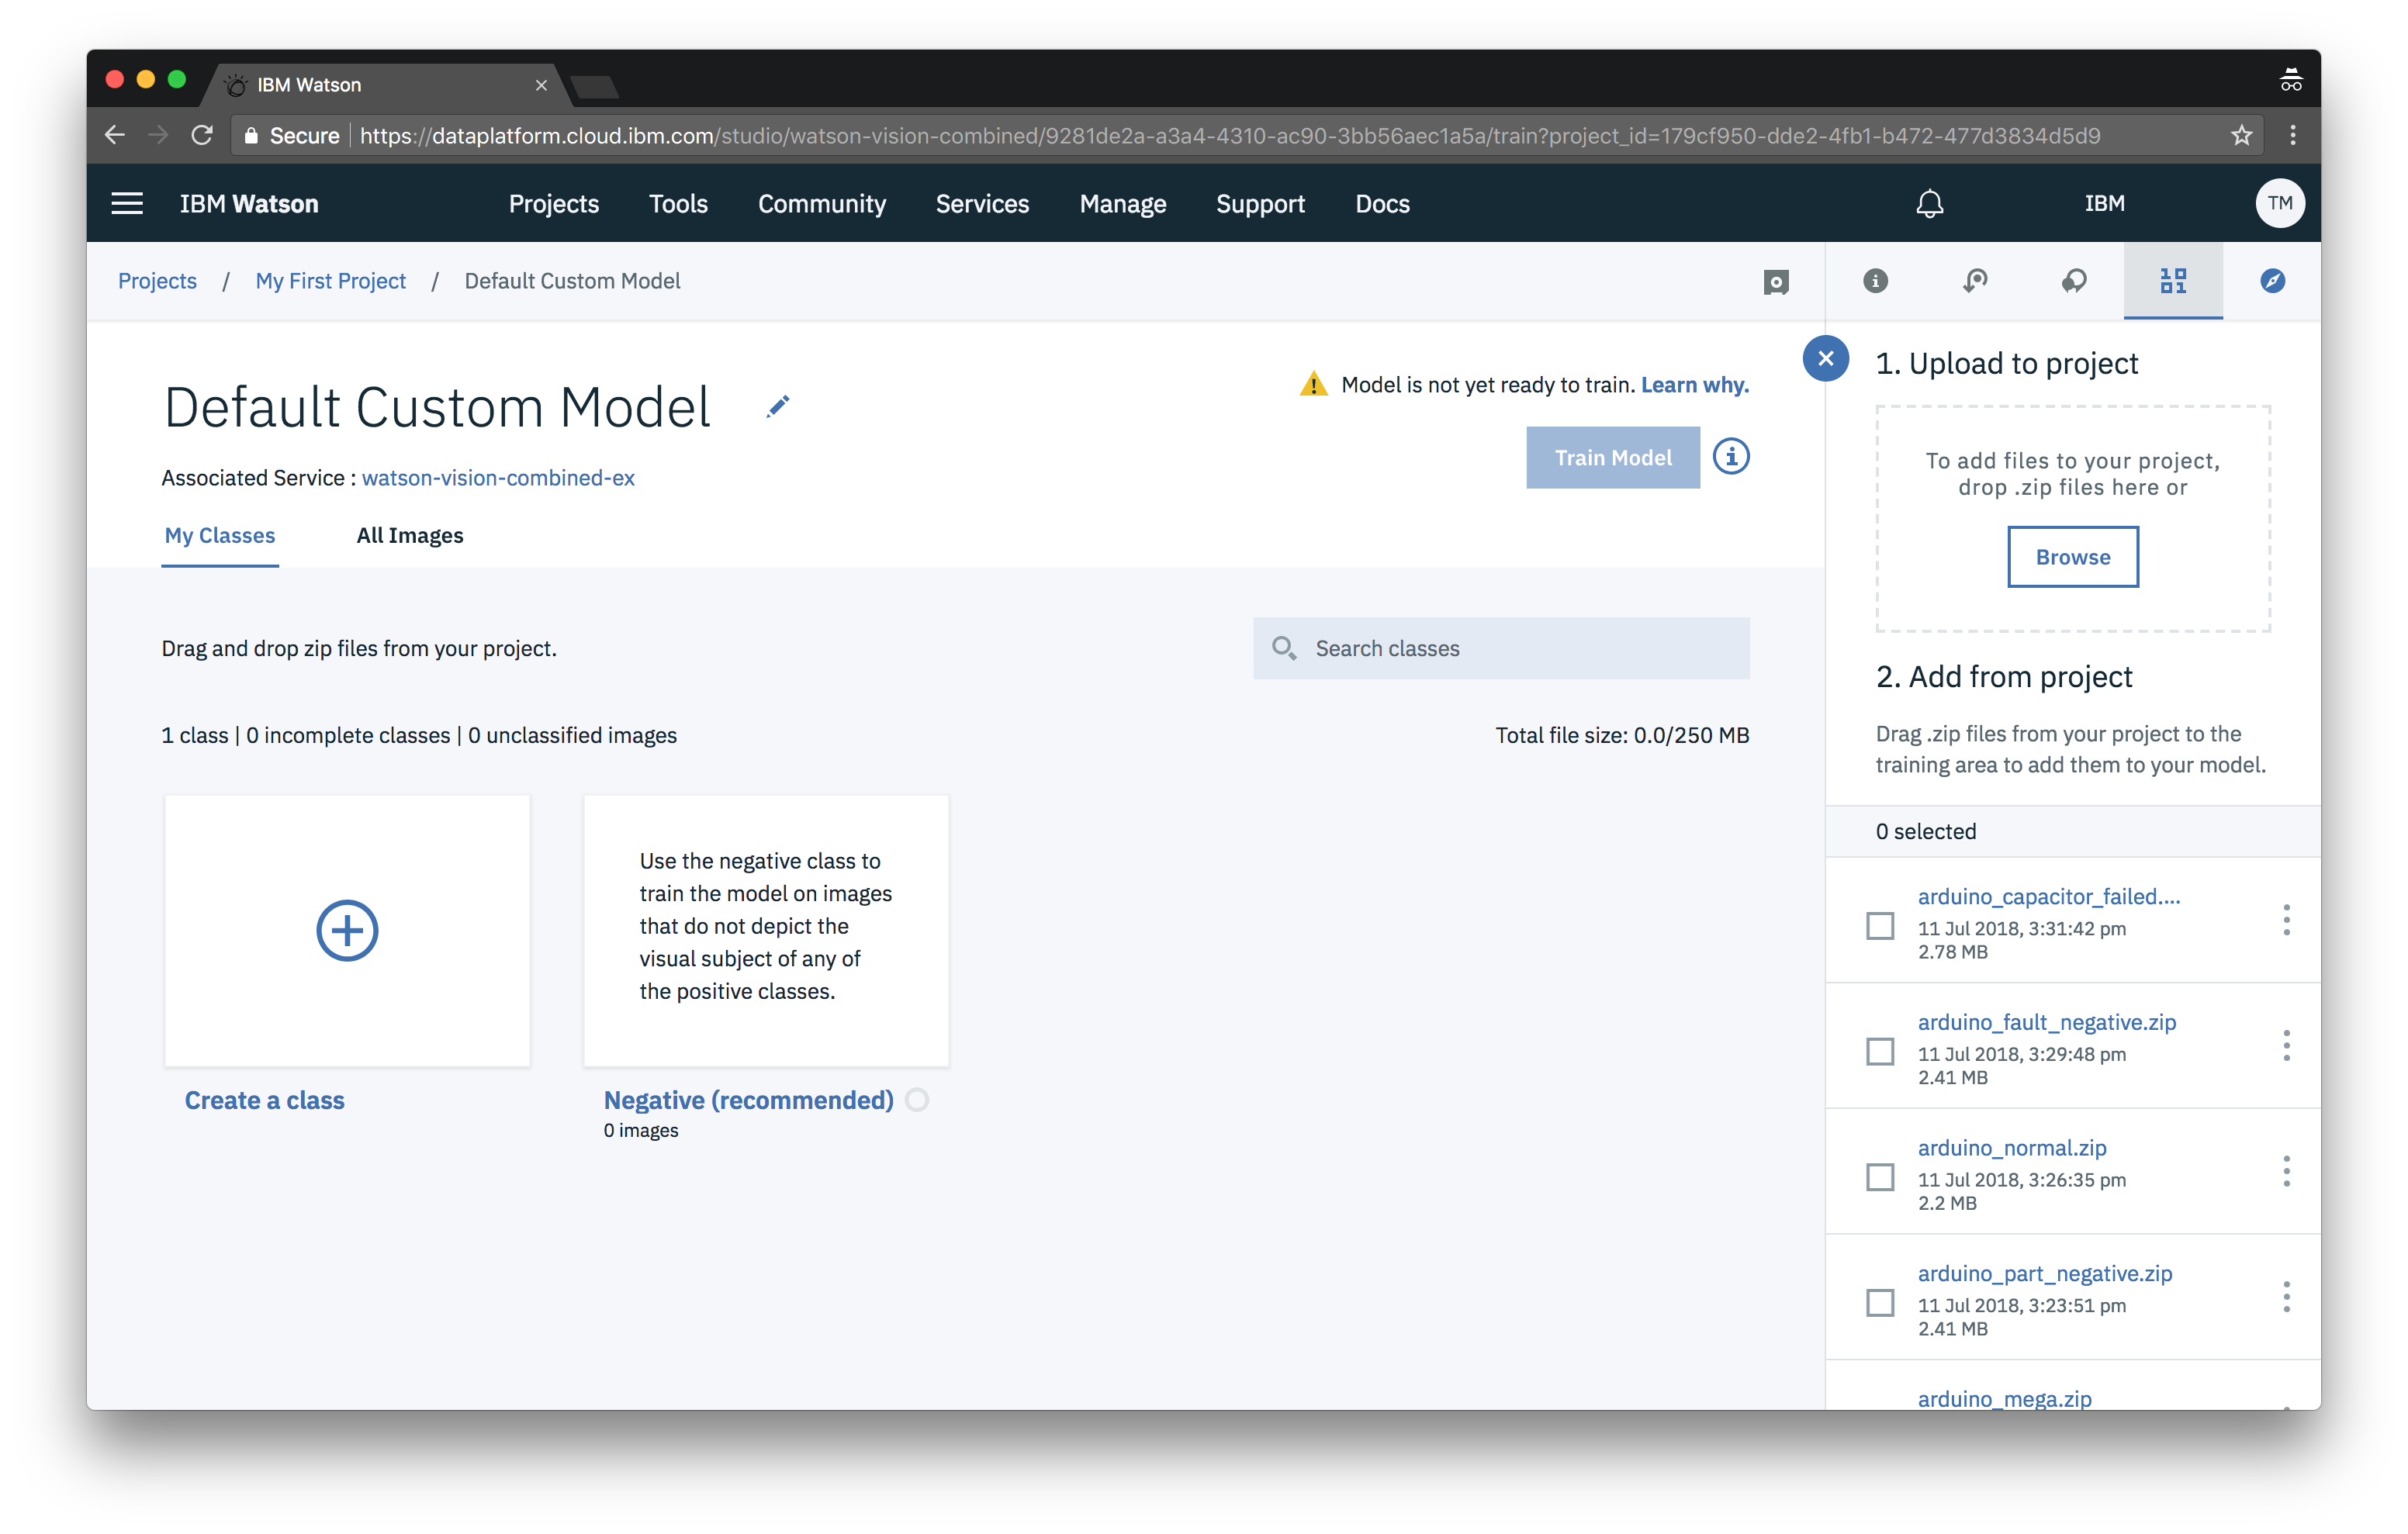 IBM Watson
Secure
https://dataplatform.cloud.ibm.com/studio/watson-vision-combined/9281de2a-a3a4-4310-ac90-3bb56aec1a5a/train?project_id=179cf950-dde2-4fb1-b472-477d3834d5d9
IBM Watson
Projects
Tools
Community
Services
Manage
Support
Docs
IBM
TM
Projects / My First Project / Default Custom Model
Default Custom Model
Model is not yet ready to train. Learn why.
Train Model
Associated Service : watson-vision-combined-ex
My Classes
All Images
Drag and drop zip files from your project.
Search classes
1 class | 0 incomplete classes | 0 unclassified images
Total file size: 0.0/250 MB
Create a class
Use the negative class to
train the model on images
that do not depict the
visual subject of any of
the positive classes.
Negative (recommended)
0 images
1. Upload to project
To add files to your project,
drop .zip files here or
Browse
2. Add from project
Drag .zip files from your project to the
training area to add them to your model.
0 selected
arduino_capacitor_failed....
11 Jul 2018, 3:31:42 pm
2.78 MB
arduino_fault_negative.zip
11 Jul 2018, 3:29:48 pm
2.41 MB
arduino_normal.zip
11 Jul 2018, 3:26:35 pm
2.2 MB
arduino_part_negative.zip
11 Jul 2018, 3:23:51 pm
2.41 MB
arduino_mega.zip